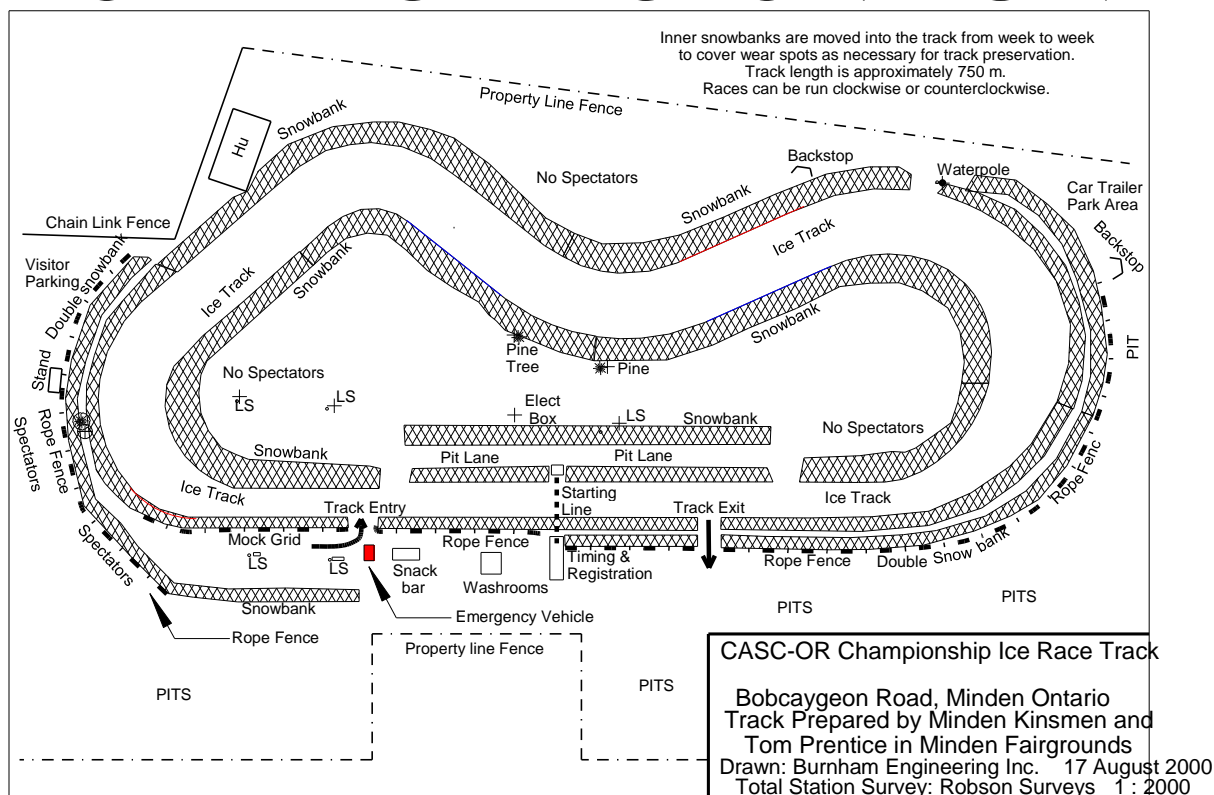 Inner snowbanks are moved into the track from week to week
to cover wear spots as necessary for track preservation.
Track length is approximately 750 m.
Races can be run clockwise or counterclockwise.
Property Line Fence
Snowbank
Hu
No Spectators
Backstop
Waterpole
Car Trailer
Park Area
Snowbank
Chain Link Fence
Ice Track
Backstop
Visitor
Parking
Double snowbank
Ice Track
Snowbank
Snowbank
PIT
Pine
Tree
Pine
Stand
No Spectators
LS
LS
Elect
Box
LS
Snowbank
No Spectators
Rope Fence
Spectators
Snowbank
Pit Lane
Pit Lane
Rope Fenc
Ice Track
Track Entry
Starting
Line
Track Exit
Ice Track
Mock Grid
Rope Fence
Snow bank
Spectators
LS
LS
Snack
bar
Washrooms
Timing &
Registration
Rope Fence
Double
Snowbank
Emergency Vehicle
PITS
PITS
Rope Fence
Property line Fence
PITS
PITS
CASC-OR Championship Ice Race Track
Bobcaygeon Road, Minden Ontario
Track Prepared by Minden Kinsmen and
Tom Prentice in Minden Fairgrounds
Drawn: Burnham Engineering Inc. 17 August 2000
Total Station Survey: Robson Surveys 1 : 2000